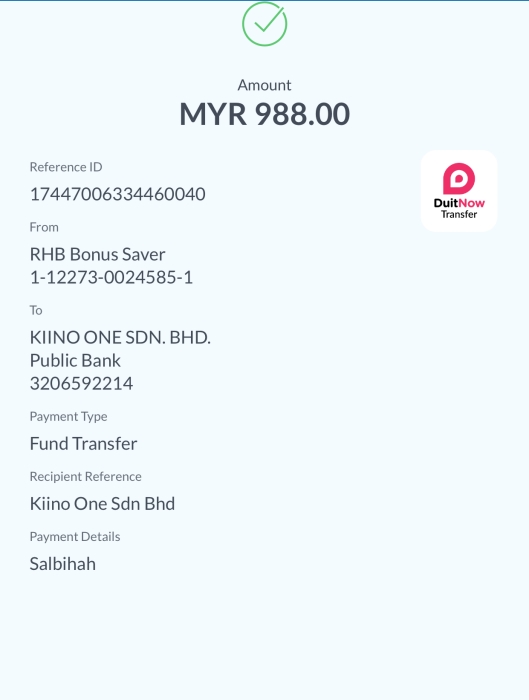 Amount
MYR 988.00
Reference ID
17447006334460040
DuitNow
Transfer
From
RHB Bonus Saver
1-12273-0024585-1
To
KIINO ONE SDN. BHD.
Public Bank
3206592214
Payment Type
Fund Transfer
Recipient Reference
Kiino One Sdn Bhd
Payment Details
Salbihah